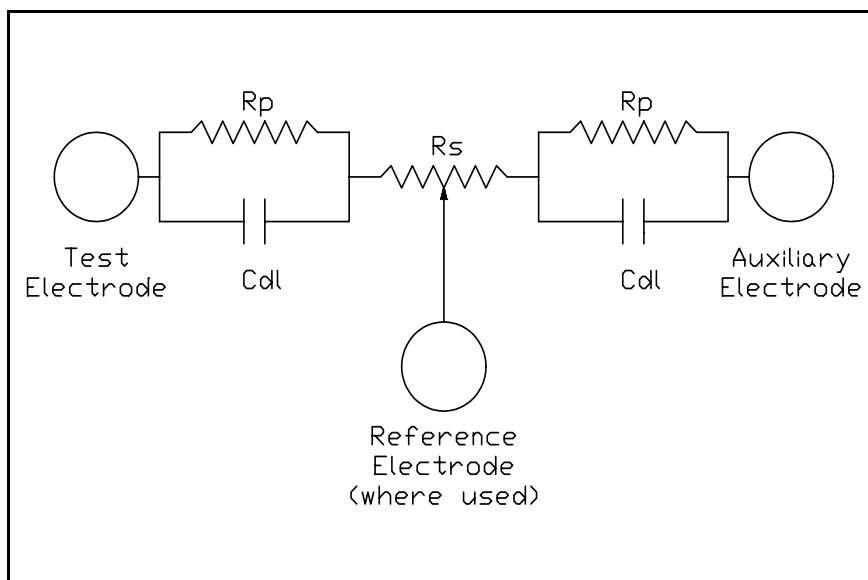 Rp
Rp
Rs
Test
Electrode
Cdl
Cdl
Auxiliary
Electrode
Reference
Electrode
(where used)